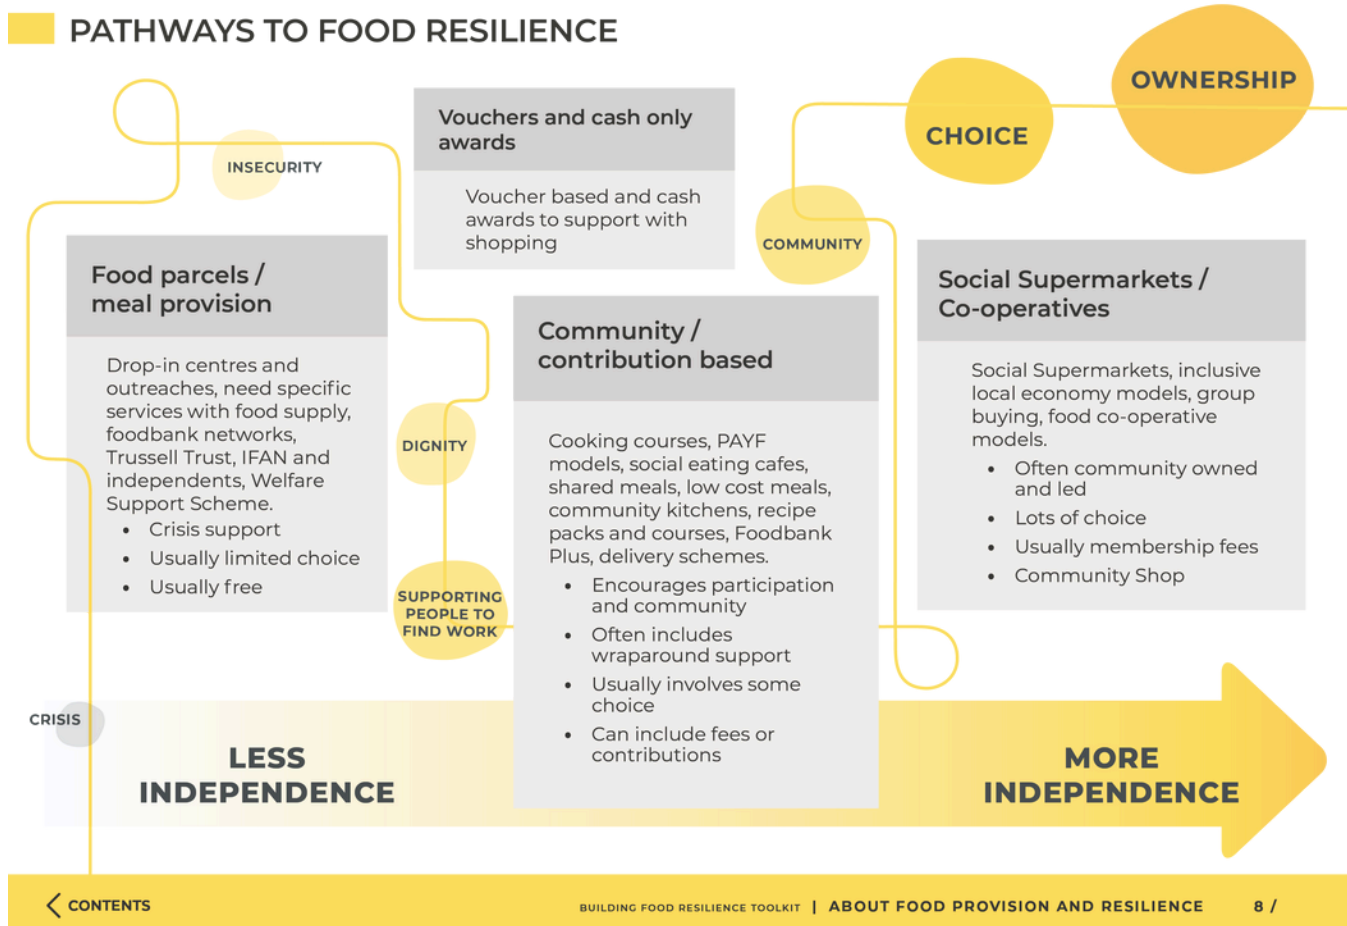 PATHWAYS TO FOOD RESILIENCE
INSECURITY
Vouchers and cash only
awards
Voucher based and cash
awards to support with
shopping
CHOICE
OWNERSHIP
COMMUNITY
Food parcels /
meal provision
Drop-in centres and
outreaches, need specific
services with food supply,
foodbank networks,
Trussell Trust, IFAN and
independents, Welfare
Support Scheme.
• Crisis support
• Usually limited choice
• Usually free
DIGNITY
SUPPORTING
PEOPLE TO
FIND WORK
Community /
contribution based
Cooking courses, PAYF
models, social eating cafes,
shared meals, low cost meals,
community kitchens, recipe
packs and courses, Foodbank
Plus, delivery schemes.
• Encourages participation
and community
• Often includes
wraparound support
• Usually involves some
choice
• Can include fees or
contributions
Social Supermarkets /
Co-operatives
Social Supermarkets, inclusive
local economy models, group
buying, food co-operative
models.
• Often community owned
and led
• Lots of choice
• Usually membership fees
• Community Shop
CRISIS
LESS
INDEPENDENCE
MORE
INDEPENDENCE
CONTENTS
BUILDING FOOD RESILIENCE TOOLKIT | ABOUT FOOD PROVISION AND RESILIENCE 8 /